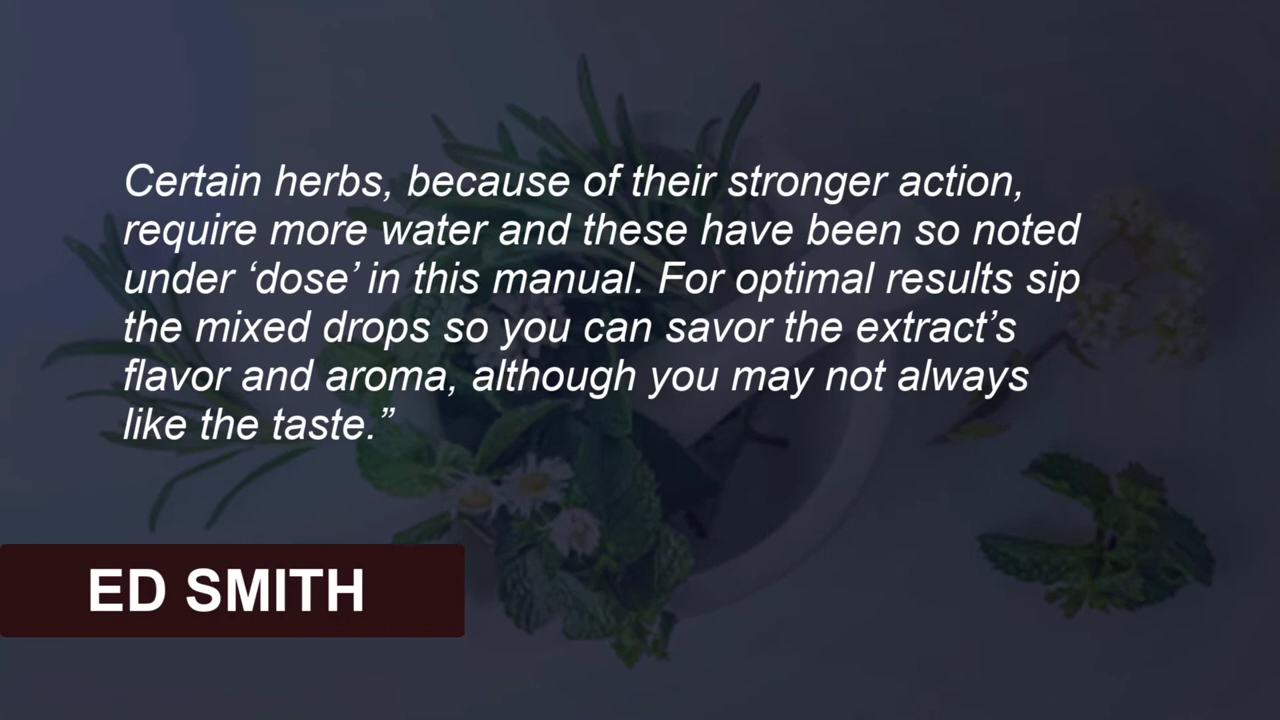 Certain herbs, because of their stronger action,
require more water and these have been so noted
under ‘dose’ in this manual. For optimal results sip
the mixed drops so you can savor the extract’s
flavor and aroma, although you may not always
like the taste.”
ED SMITH